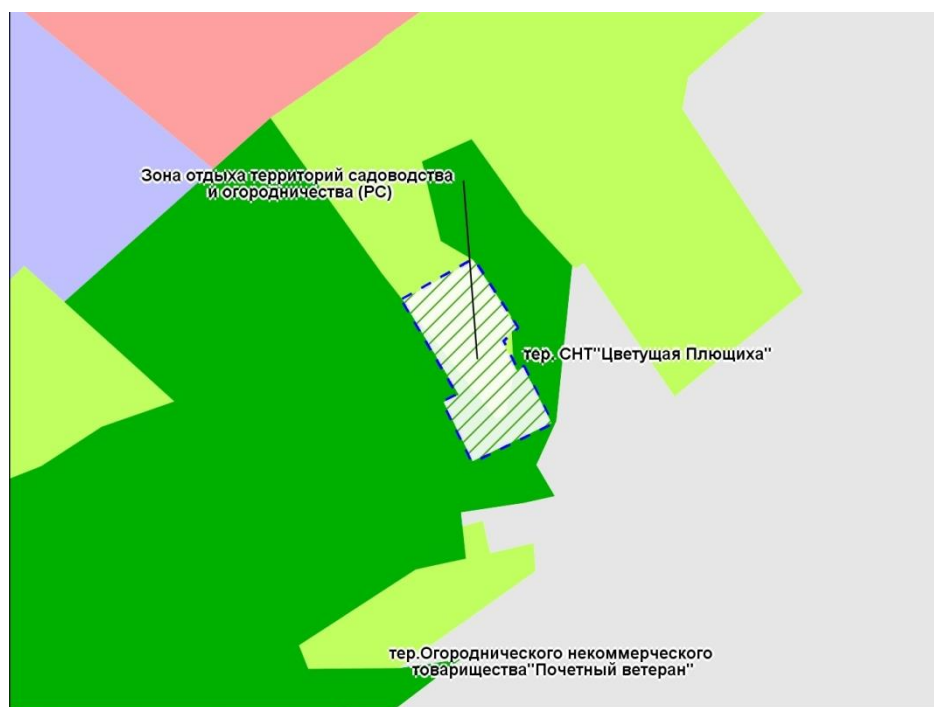 Зона отдыха территорий садоводства
и огородничества (РС)
тер. СНТ"Цветущая Плющиха"
тер.Огороднического некоммерческого
товарищества"Почетный ветеран"